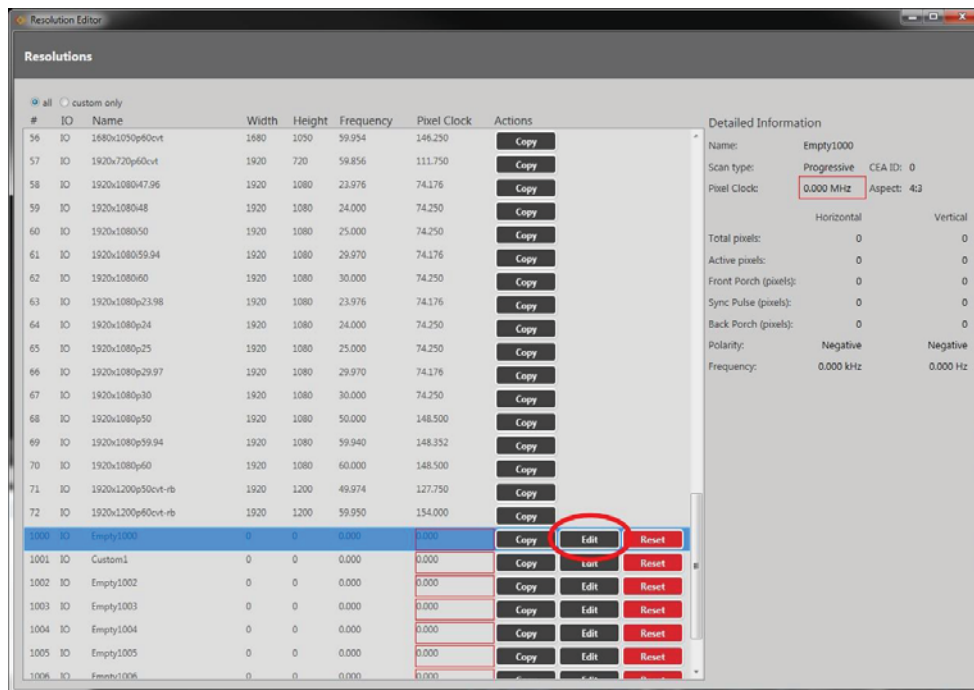 Resolution Editor
Resolutions
all custom only
# IO Name Width Height Frequency Pixel Clock Actions
56 IO 1680x1050p60cvt 1680 1050 59.954 146.250 Copy
57 IO 1920x720p60cvt 1920 720 59.856 111.750 Copy
58 IO 1920x1080i47.96 1920 1080 23.976 74.176 Copy
59 IO 1920x1080i48 1920 1080 24.000 74.250 Copy
60 IO 1920x1080i50 1920 1080 25.000 74.250 Copy
61 IO 1920x1080i59.94 1920 1080 29.970 74.176 Copy
62 IO 1920x1080i60 1920 1080 30.000 74.250 Copy
63 IO 1920x1080p23.98 1920 1080 23.976 74.176 Copy
64 IO 1920x1080p24 1920 1080 24.000 74.250 Copy
65 IO 1920x1080p25 1920 1080 25.000 74.250 Copy
66 IO 1920x1080p29.97 1920 1080 29.970 74.176 Copy
67 IO 1920x1080p30 1920 1080 30.000 74.250 Copy
68 IO 1920x1080p50 1920 1080 50.000 148.500 Copy
69 IO 1920x1080p59.94 1920 1080 59.940 148.352 Copy
70 IO 1920x1080p60 1920 1080 60.000 148.500 Copy
71 IO 1920x1200p50cvt-rb 1920 1200 49.974 127.750 Copy
72 IO 1920x1200p60cvt-rb 1920 1200 59.950 154.000 Copy
1000 IO Empty1000 0 0 0.000 0.000 Copy Edit Reset
1001 IO Custom1 0 0 0.000 0.000 Copy Edit Reset
1002 IO Empty1002 0 0 0.000 0.000 Copy Edit Reset
1003 IO Empty1003 0 0 0.000 0.000 Copy Edit Reset
1004 IO Empty1004 0 0 0.000 0.000 Copy Edit Reset
1005 IO Empty1005 0 0 0.000 0.000 Copy Edit Reset
1006 IO Empty1006 0 0 0.000 0.000
Detailed Information
Name: Empty1000
Scan type: Progressive CEA ID: 0
Pixel Clock: 0.000 MHz Aspect: 4:3
Horizontal Vertical
Total pixels: 0 0
Active pixels: 0 0
Front Porch (pixels): 0 0
Sync Pulse (pixels): 0 0
Back Porch (pixels): 0 0
Polarity: Negative Negative
Frequency: 0.000 kHz 0.000 Hz